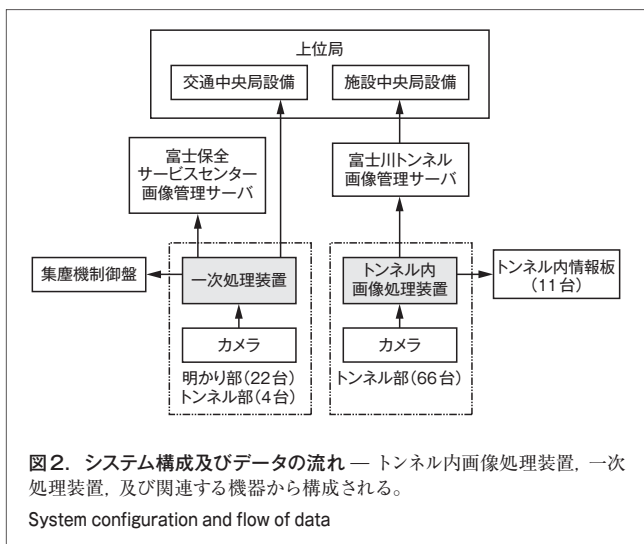 上位局
交通中央局設備
施設中央局設備
富士保全
サービスセンター
画像管理サーバ
富士川トンネル
画像管理サーバ
集塵機制御盤
一次処理装置
トンネル内
画像処理装置
トンネル内情報板
(11台)
カメラ
カメラ
明かり部(22台)
トンネル部(4台)
トンネル部(66台)
図2. システム構成及びデータの流れ — トンネル内画像処理装置, 一次
処理装置, 及び関連する機器から構成される。
System configuration and flow of data